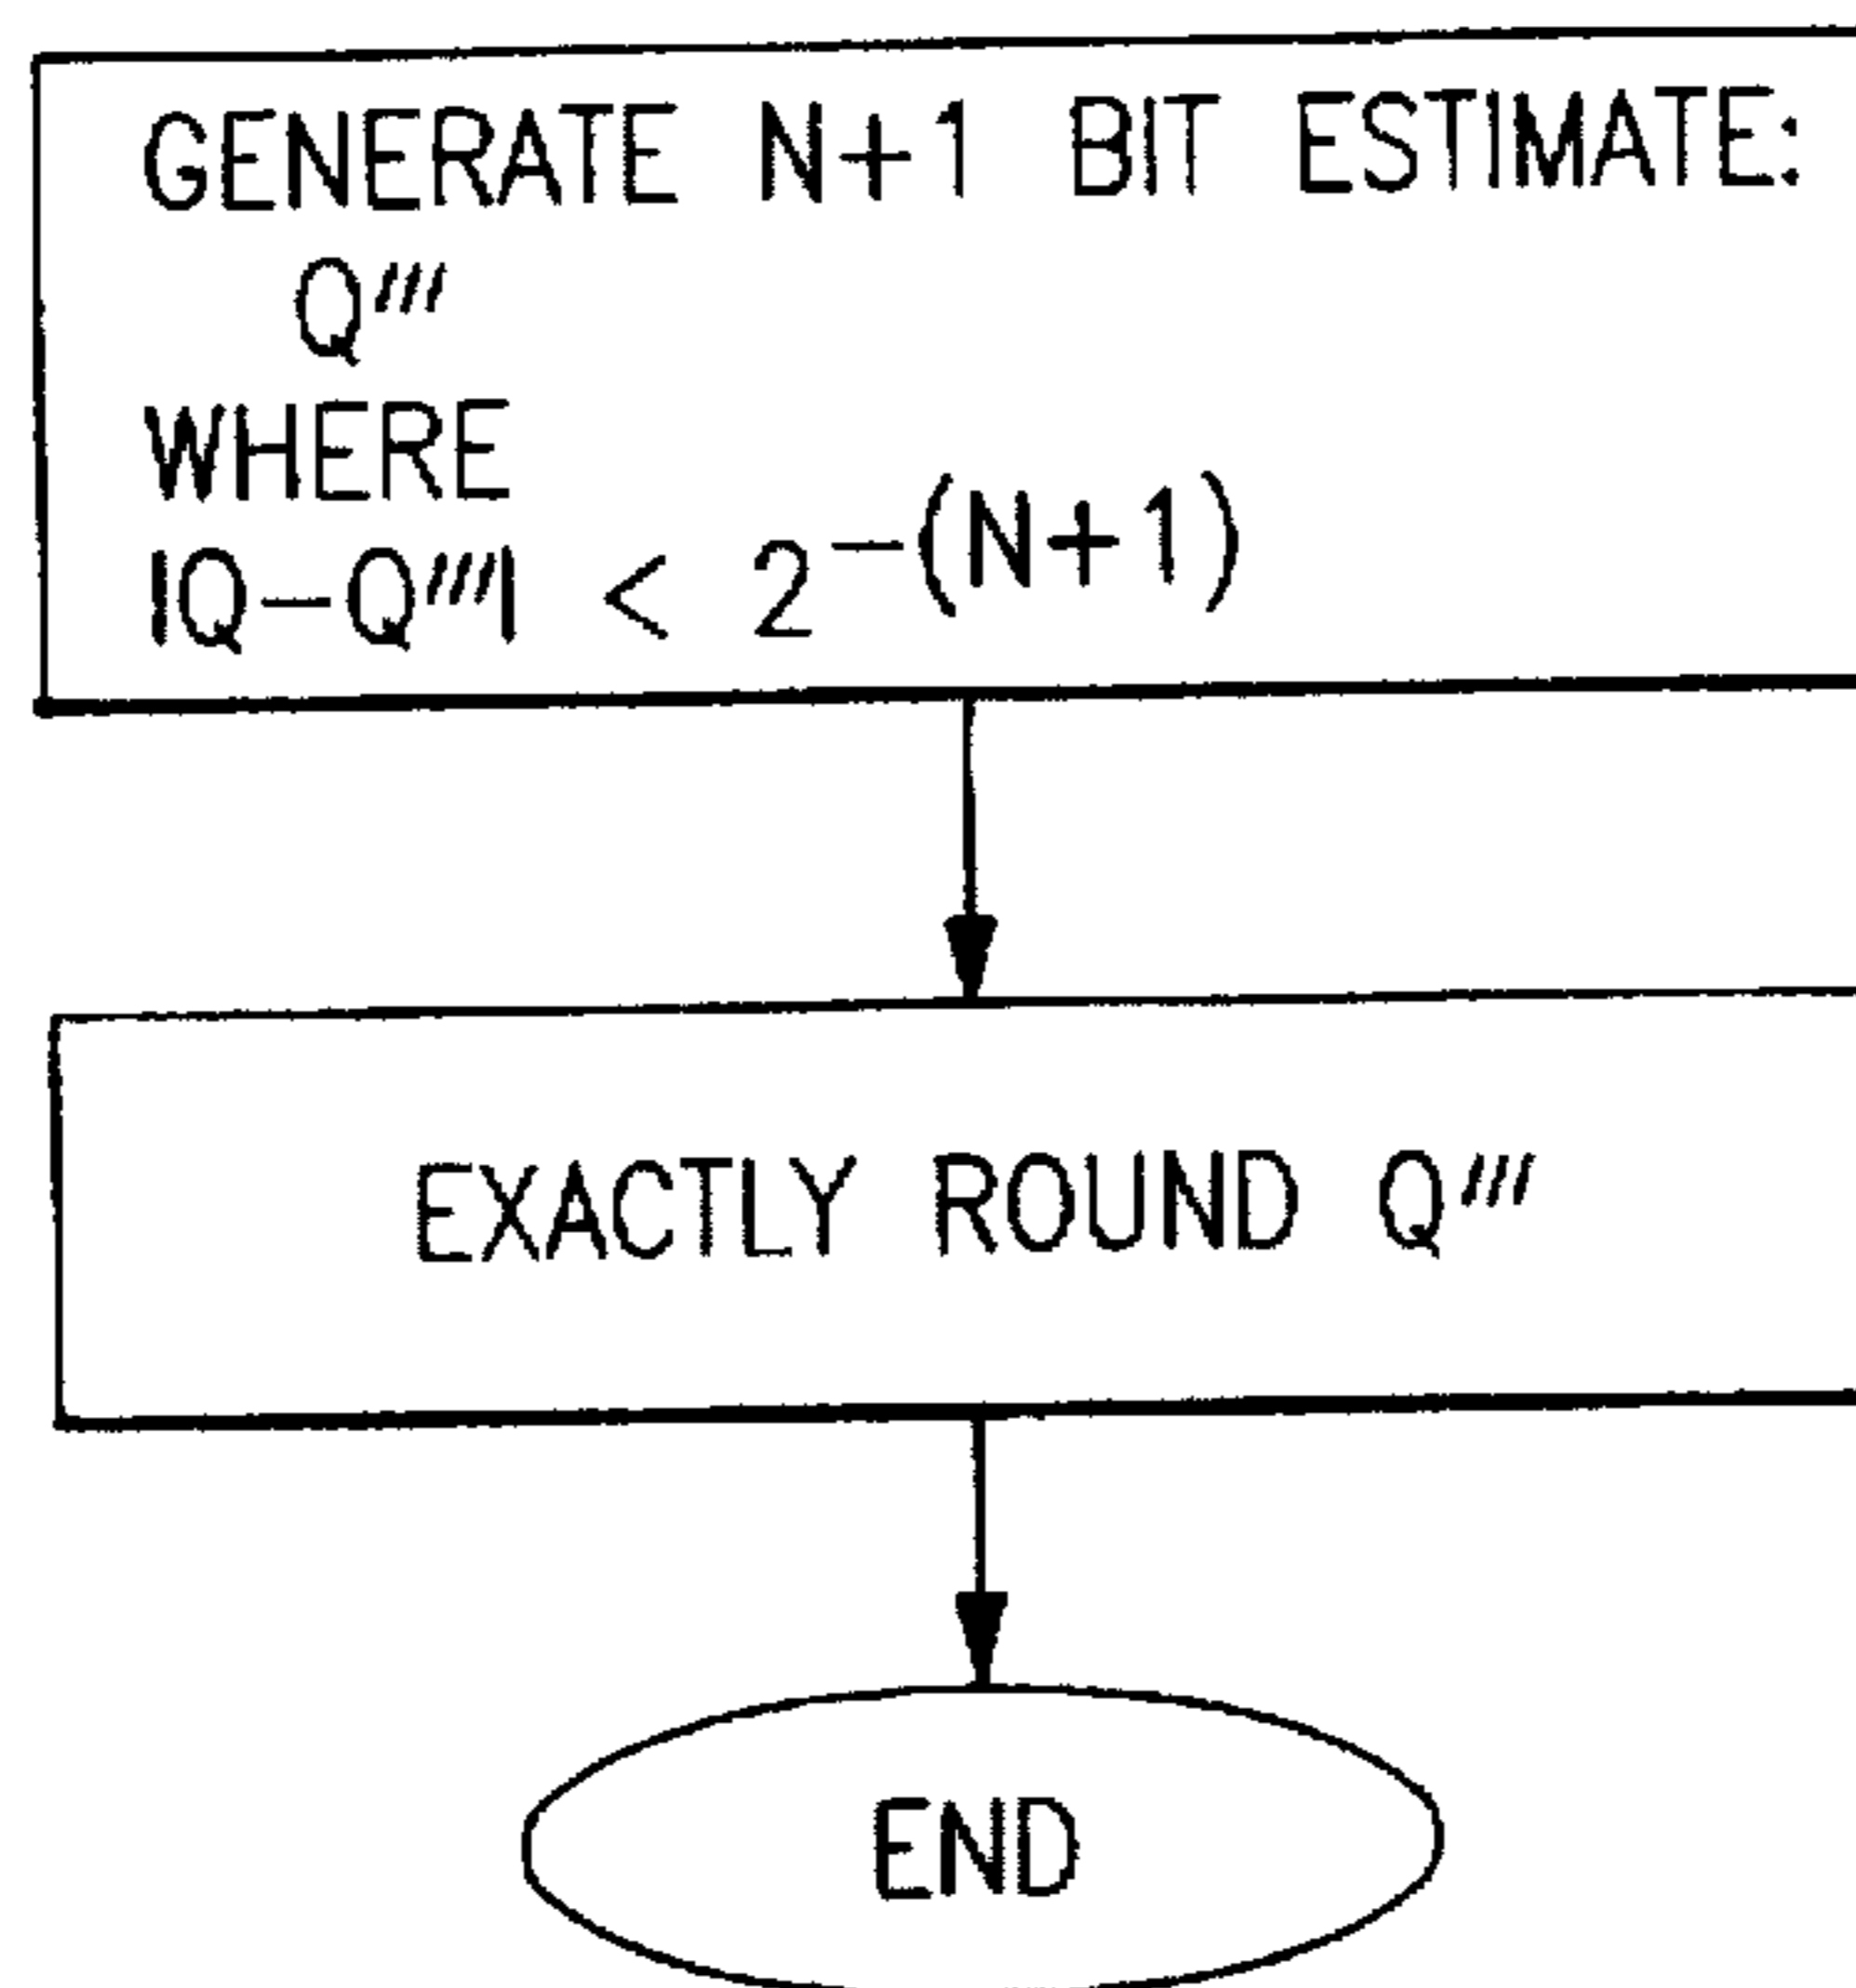 GENERATE N+1 BIT ESTIMATE:
Q'''
WHERE
|Q-Q'''| < 2^-(N+1)
EXACTLY ROUND Q'''
END